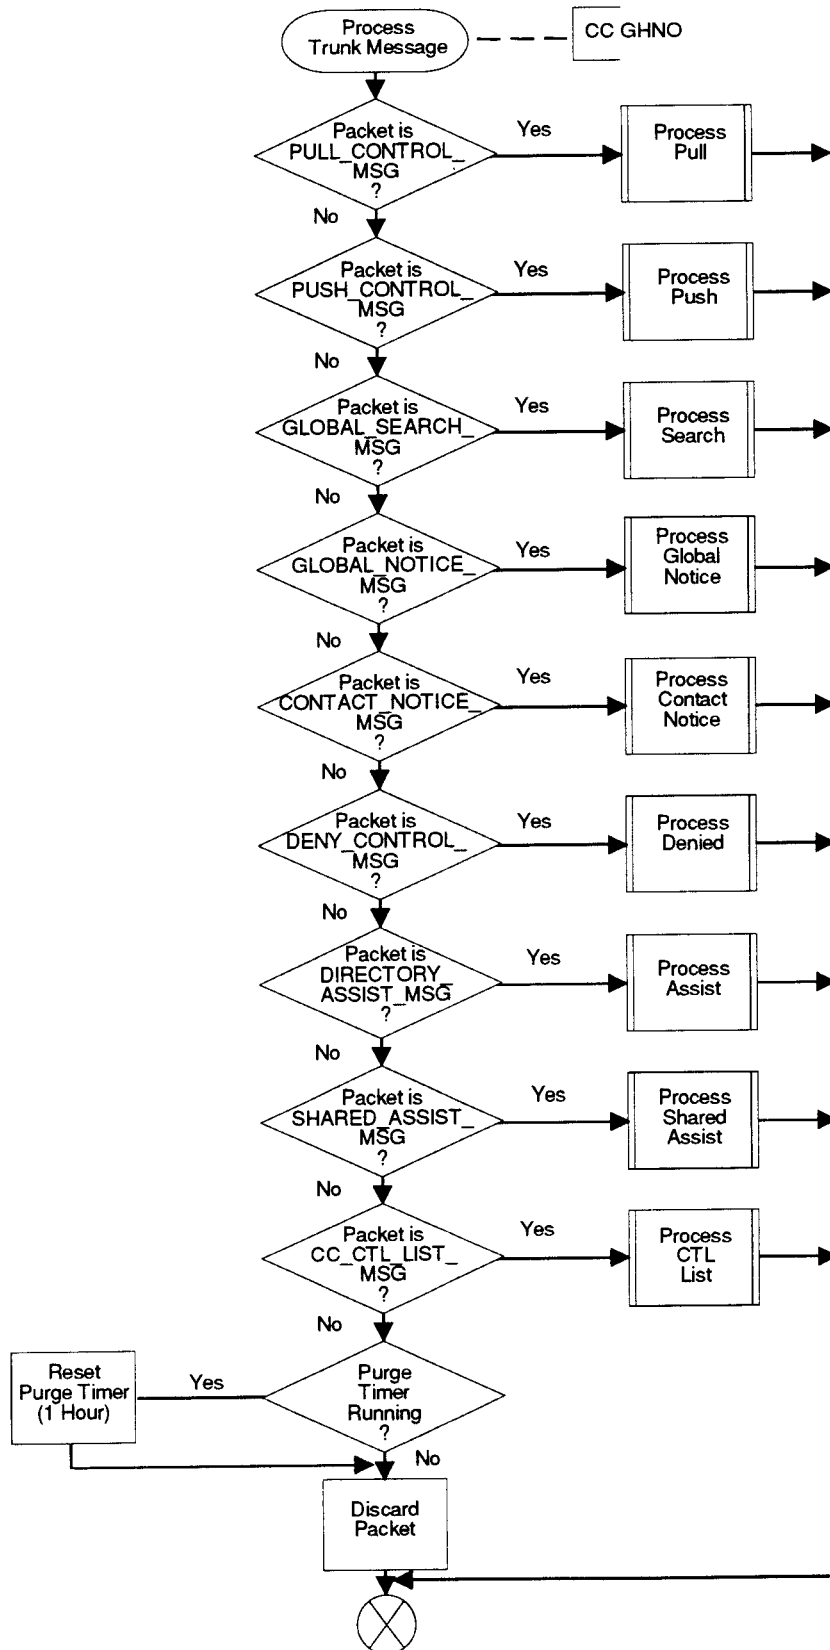 Process
Trunk Message
CC GHNO
Packet is
PULL_CONTROL_
MSG
?
Yes
Process
Pull
No
Packet is
PUSH_CONTROL_
MSG
?
Yes
Process
Push
No
Packet is
GLOBAL_SEARCH_
MSG
?
Yes
Process
Search
No
Packet is
GLOBAL_NOTICE_
MSG
?
Yes
Process
Global
Notice
No
Packet is
CONTACT_NOTICE_
MSG
?
Yes
Process
Contact
Notice
No
Packet is
DENY_CONTROL_
MSG
?
Yes
Process
Denied
No
Packet is
DIRECTORY_
ASSIST_MSG
?
Yes
Process
Assist
No
Packet is
SHARED_ASSIST_
MSG
?
Yes
Process
Shared
Assist
No
Packet is
CC_CTL_LIST_
MSG
?
Yes
Process
CTL
List
No
Purge
Timer
Running
?
Yes
Reset
Purge Timer
(1 Hour)
No
Discard
Packet